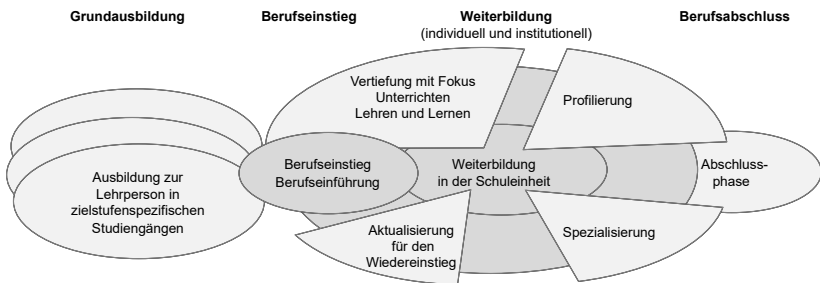 Grundausbildung
Berufseinstieg
Weiterbildung
(individuell und institutionell)
Berufsabschluss
Vertiefung mit Fokus
Unterrichten
Lehren und Lernen
Profilierung
Ausbildung zur
Lehrperson in
zielstufenspezifischen
Studiengängen
Berufseinstieg
Berufseinführung
Weiterbildung
in der Schuleinheit
Abschluss-
phase
Aktualisierung
für den
Wiedereinstieg
Spezialisierung